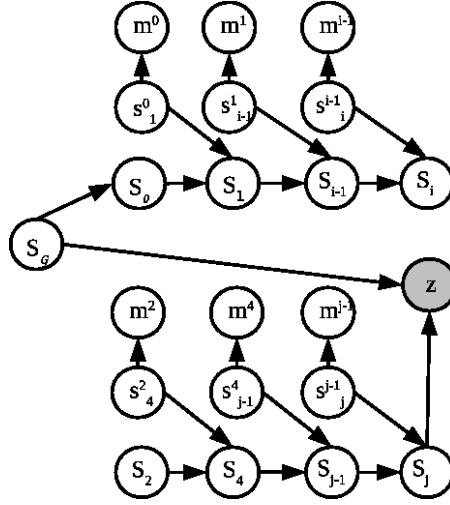 m⁰ m¹ mⁱ⁻¹
s⁰₁ s¹ᵢ₋₁ sⁱ⁻¹ᵢ
S₀ S₁ Sᵢ₋₁ Sᵢ
S_G
z
m² m⁴ mʲ⁻¹
s²₄ s⁴ⱼ₋₁ sʲ⁻¹ⱼ
S₂ S₄ Sⱼ₋₁ Sⱼ